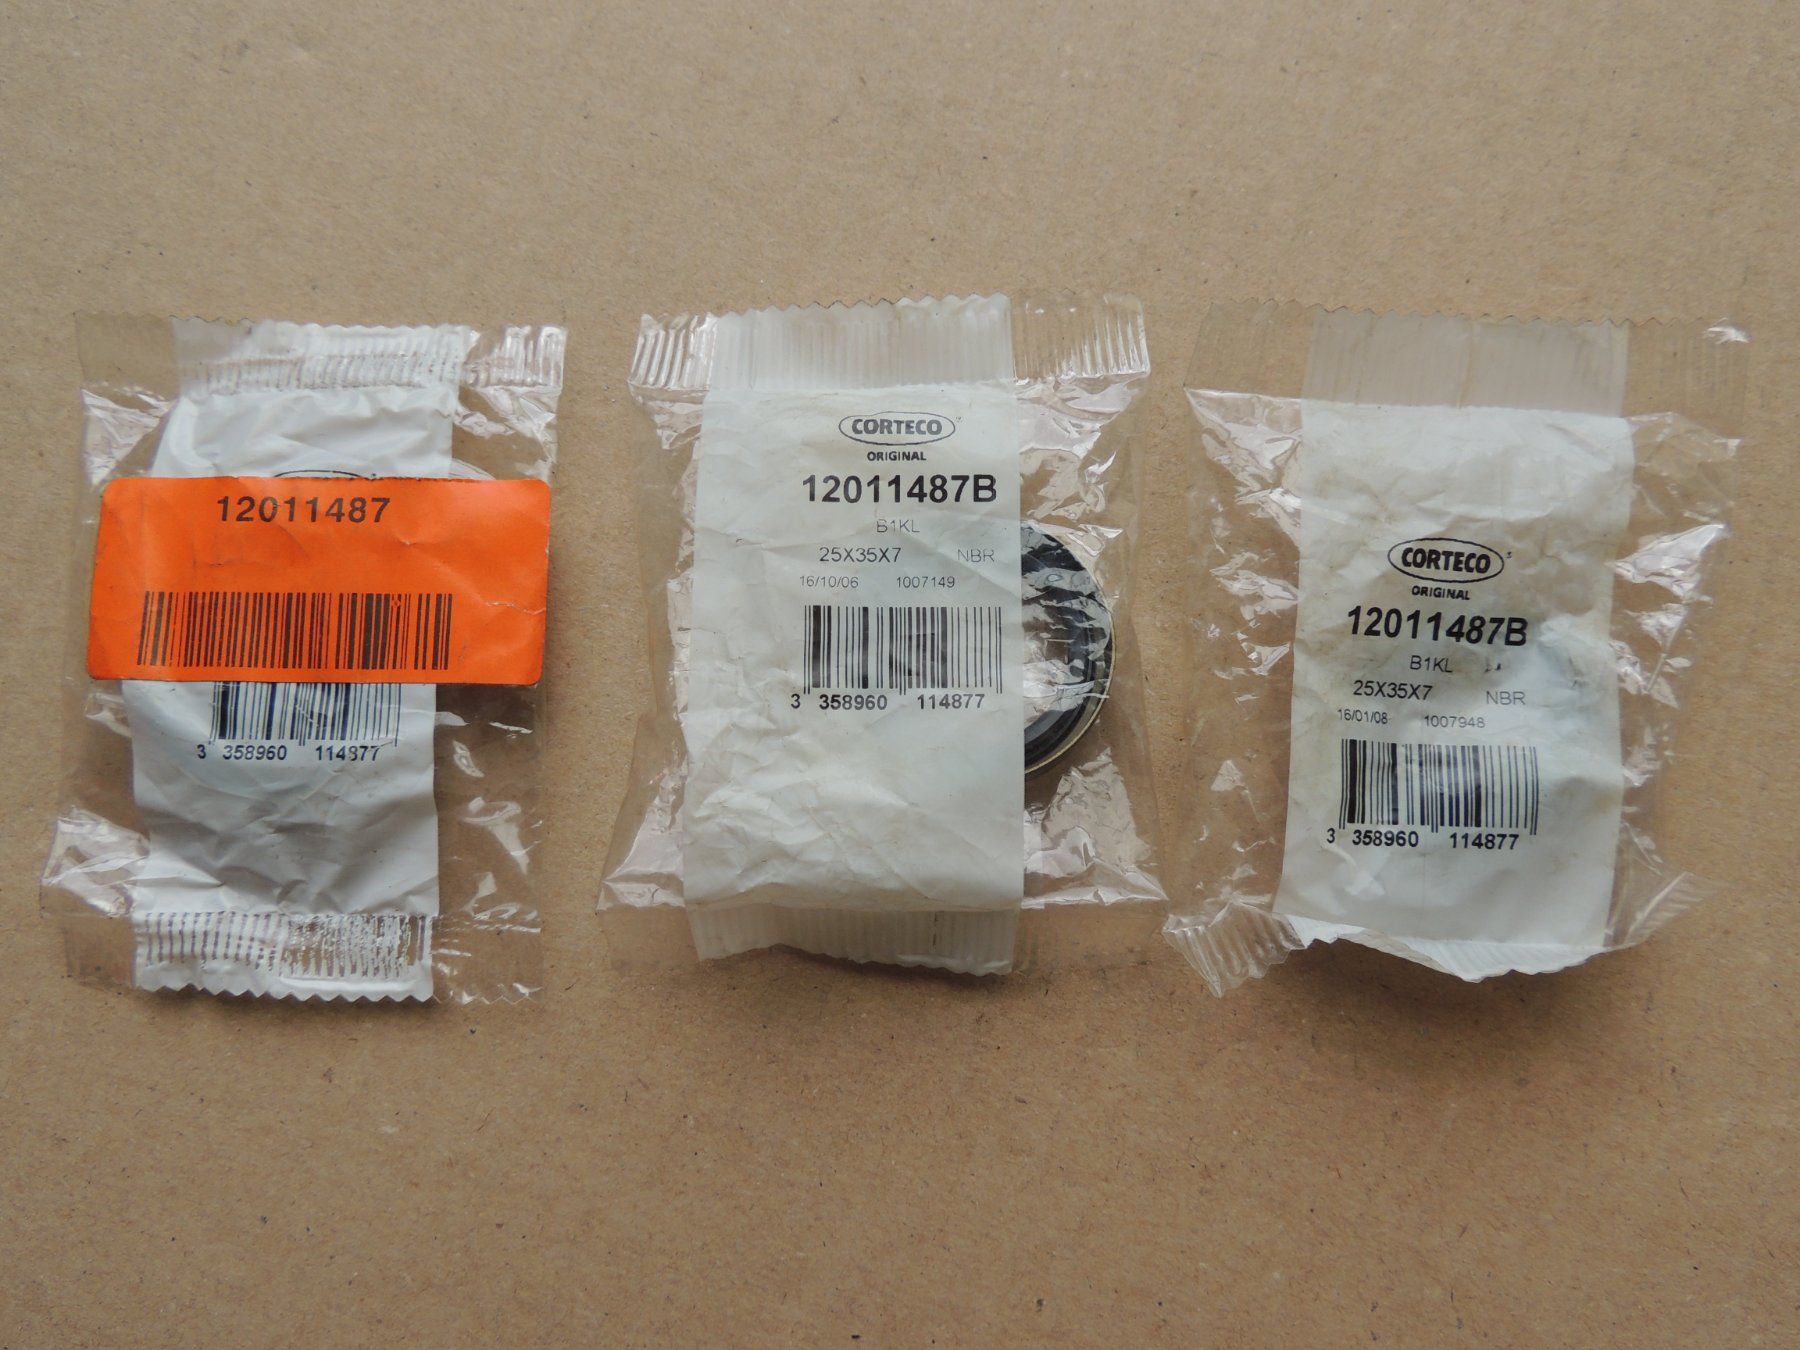 12011487
3 358960 114877
CORTECO
ORIGINAL
12011487B
B1KL
25X35X7 NBR
16/10/06 1007149
3 358960 114877
CORTECO
ORIGINAL
12011487B
B1KL
25X35X7 NBR
16/01/08 1007948
3 358960 114877